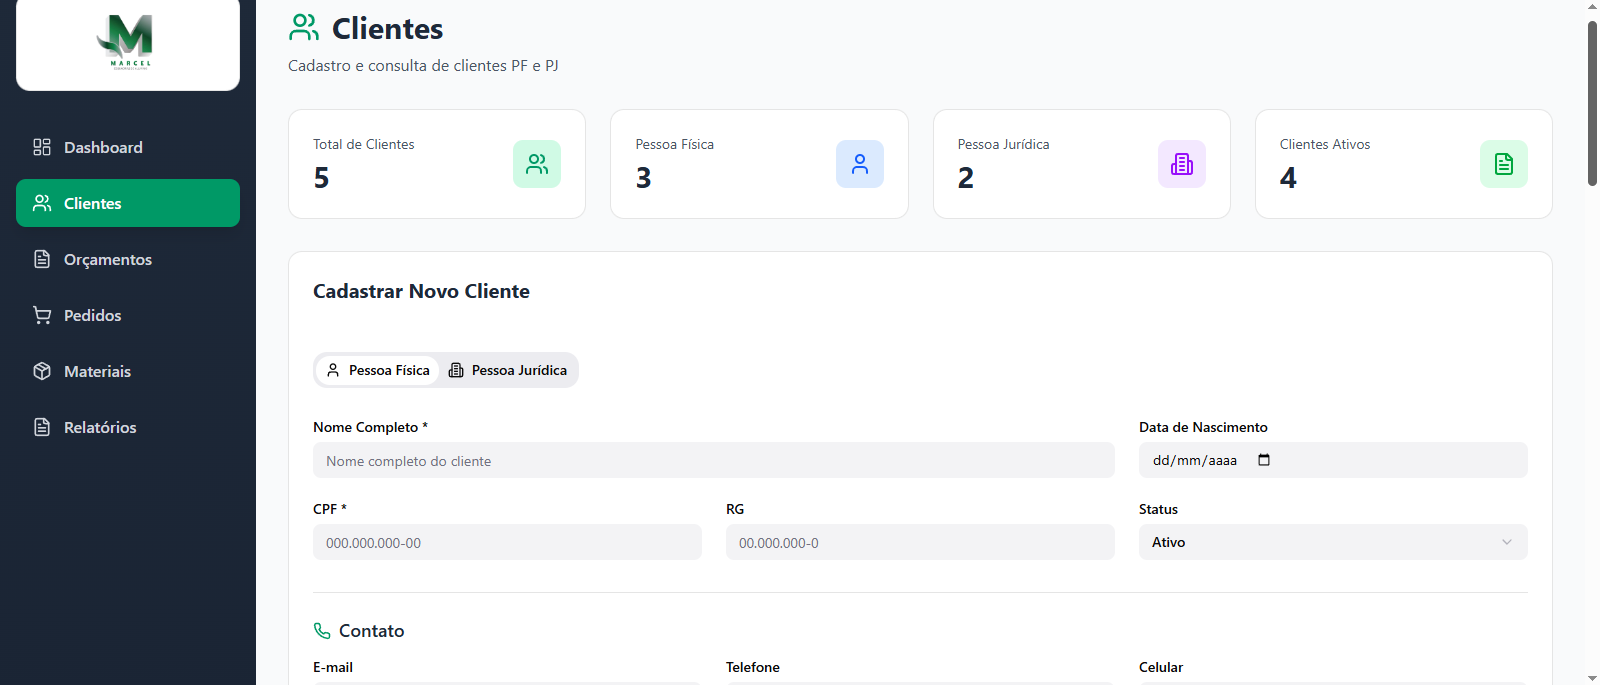 M
MARCEL
Dashboard
Clientes
Orçamentos
Pedidos
Materiais
Relatórios
Clientes
Cadastro e consulta de clientes PF e PJ
Total de Clientes
5
Pessoa Física
3
Pessoa Jurídica
2
Clientes Ativos
4
Cadastrar Novo Cliente
Pessoa Física Pessoa Jurídica
Nome Completo * Data de Nascimento
Nome completo do cliente dd/mm/aaaa
CPF * RG Status
000.000.000-00 00.000.000-0 Ativo
Contato
E-mail Telefone Celular